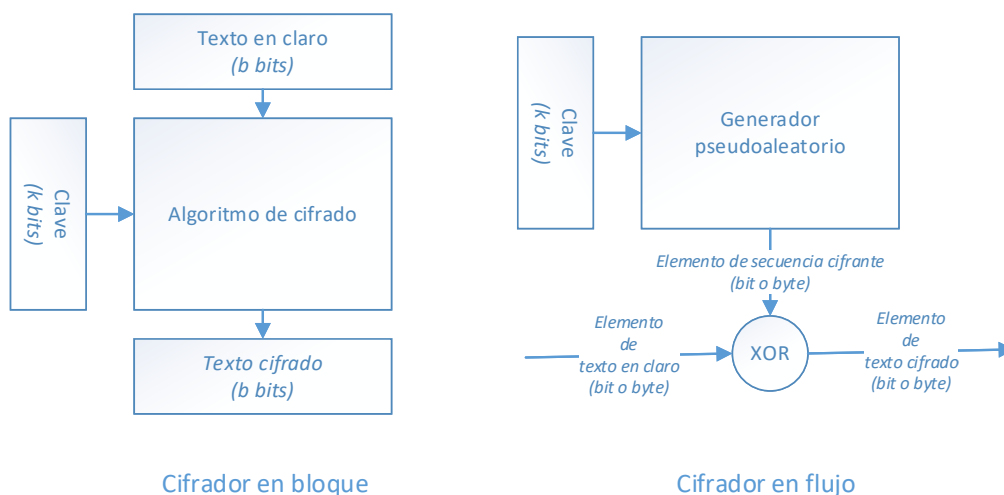 Texto en claro
(b bits)
Clave
(k bits)
Algoritmo de cifrado
Texto cifrado
(b bits)
Cifrador en bloque
Clave
(k bits)
Generador
pseudoaleatorio
Elemento de secuencia cifrante
(bit o byte)
Elemento
de
texto en claro
(bit o byte)
XOR
Elemento
de
texto cifrado
(bit o byte)
Cifrador en flujo